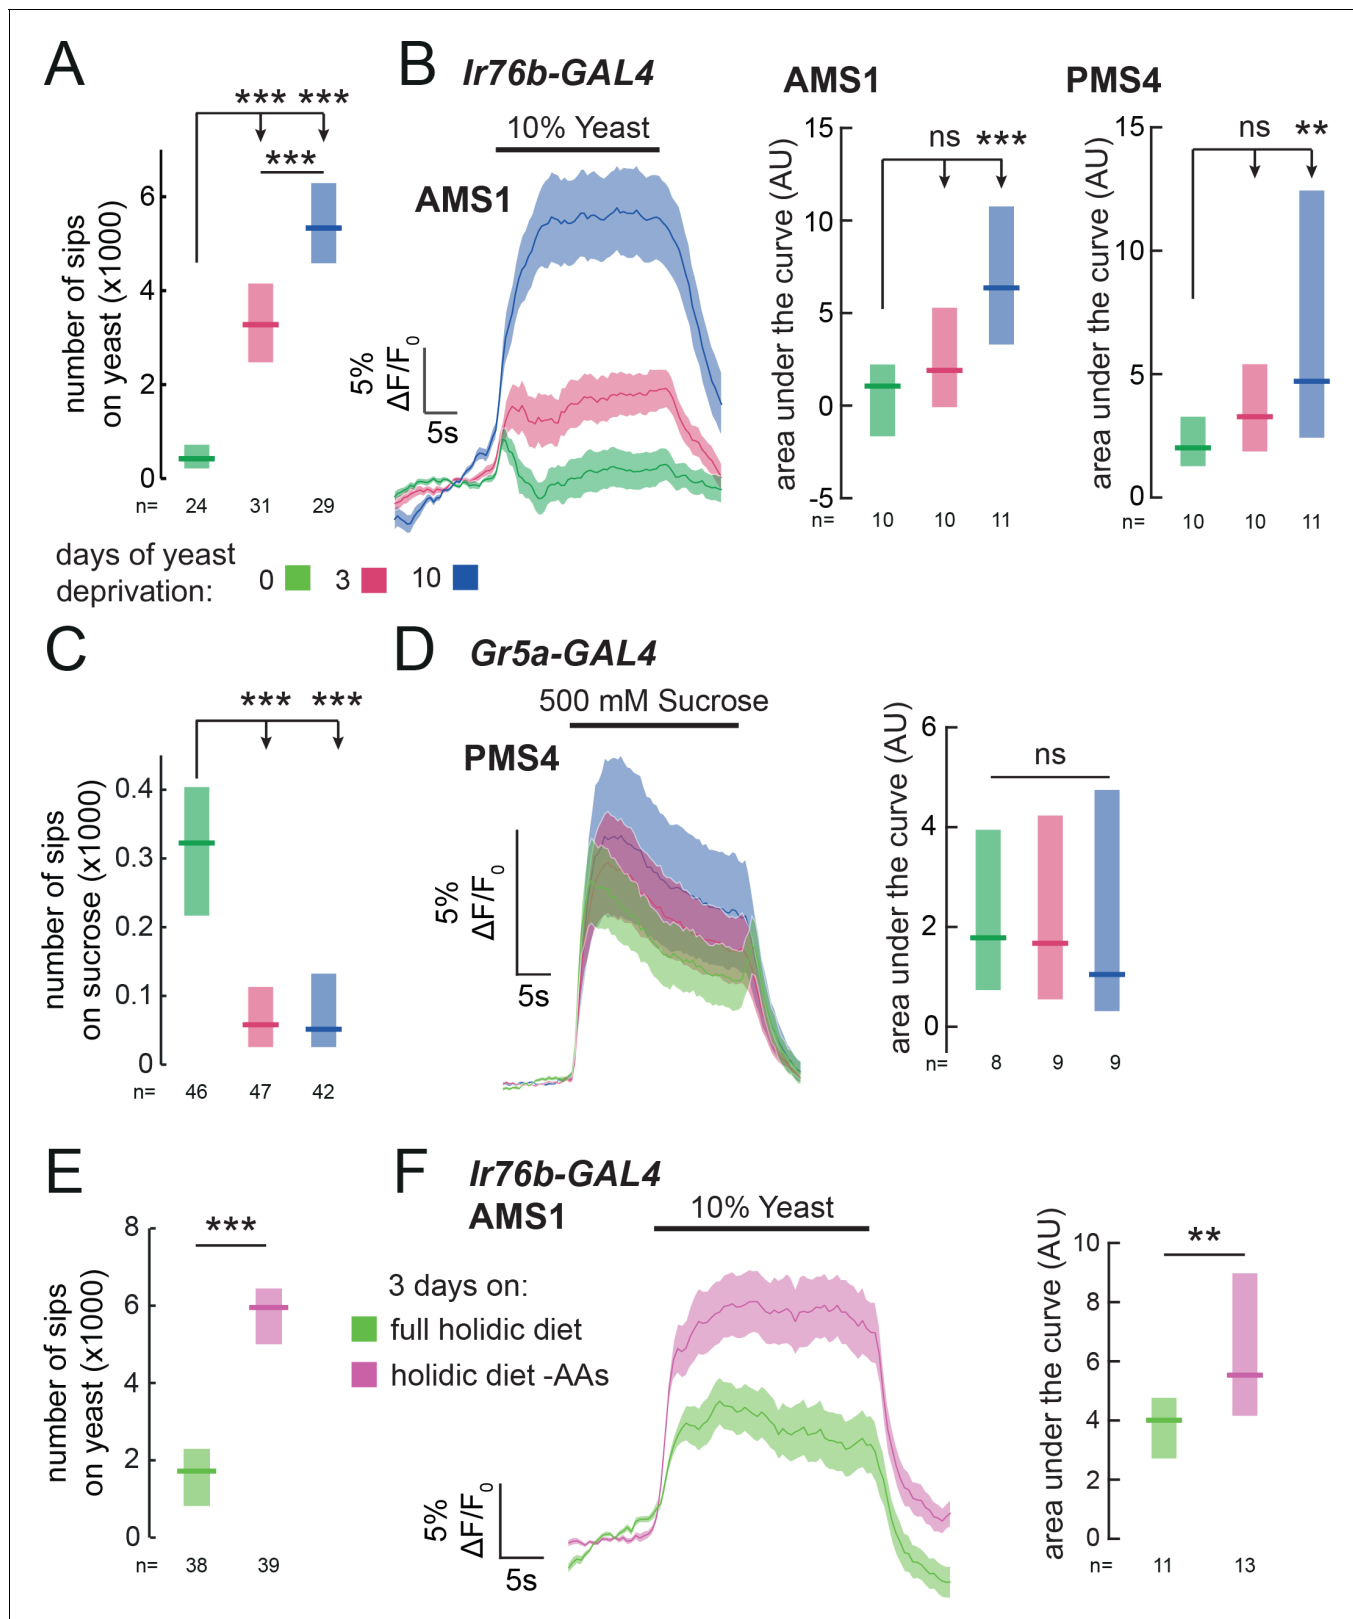 A
*** ***
***
number of sips
on yeast (x1000)
6
4
2
0
n= 24 31 29
days of yeast
deprivation: 0 3 10
B
Ir76b-GAL4
10% Yeast
AMS1
5%
ΔF/F0
5s
AMS1
area under the curve (AU)
15
10
5
0
-5
ns ***
n= 10 10 11
PMS4
area under the curve (AU)
15
10
5
0
ns **
n= 10 10 11
C
*** ***
number of sips
on sucrose (x1000)
0.4
0.3
0.2
0.1
0
n= 46 47 42
D
Gr5a-GAL4
500 mM Sucrose
PMS4
5%
ΔF/F0
5s
area under the curve (AU)
6
4
2
0
ns
n= 8 9 9
E
***
number of sips
on yeast (x1000)
8
6
4
2
0
n= 38 39
F
Ir76b-GAL4
AMS1
10% Yeast
3 days on:
full holidic diet
holidic diet -AAs
5%
ΔF/F0
5s
area under the curve (AU)
10
8
6
4
2
0
**
n= 11 13